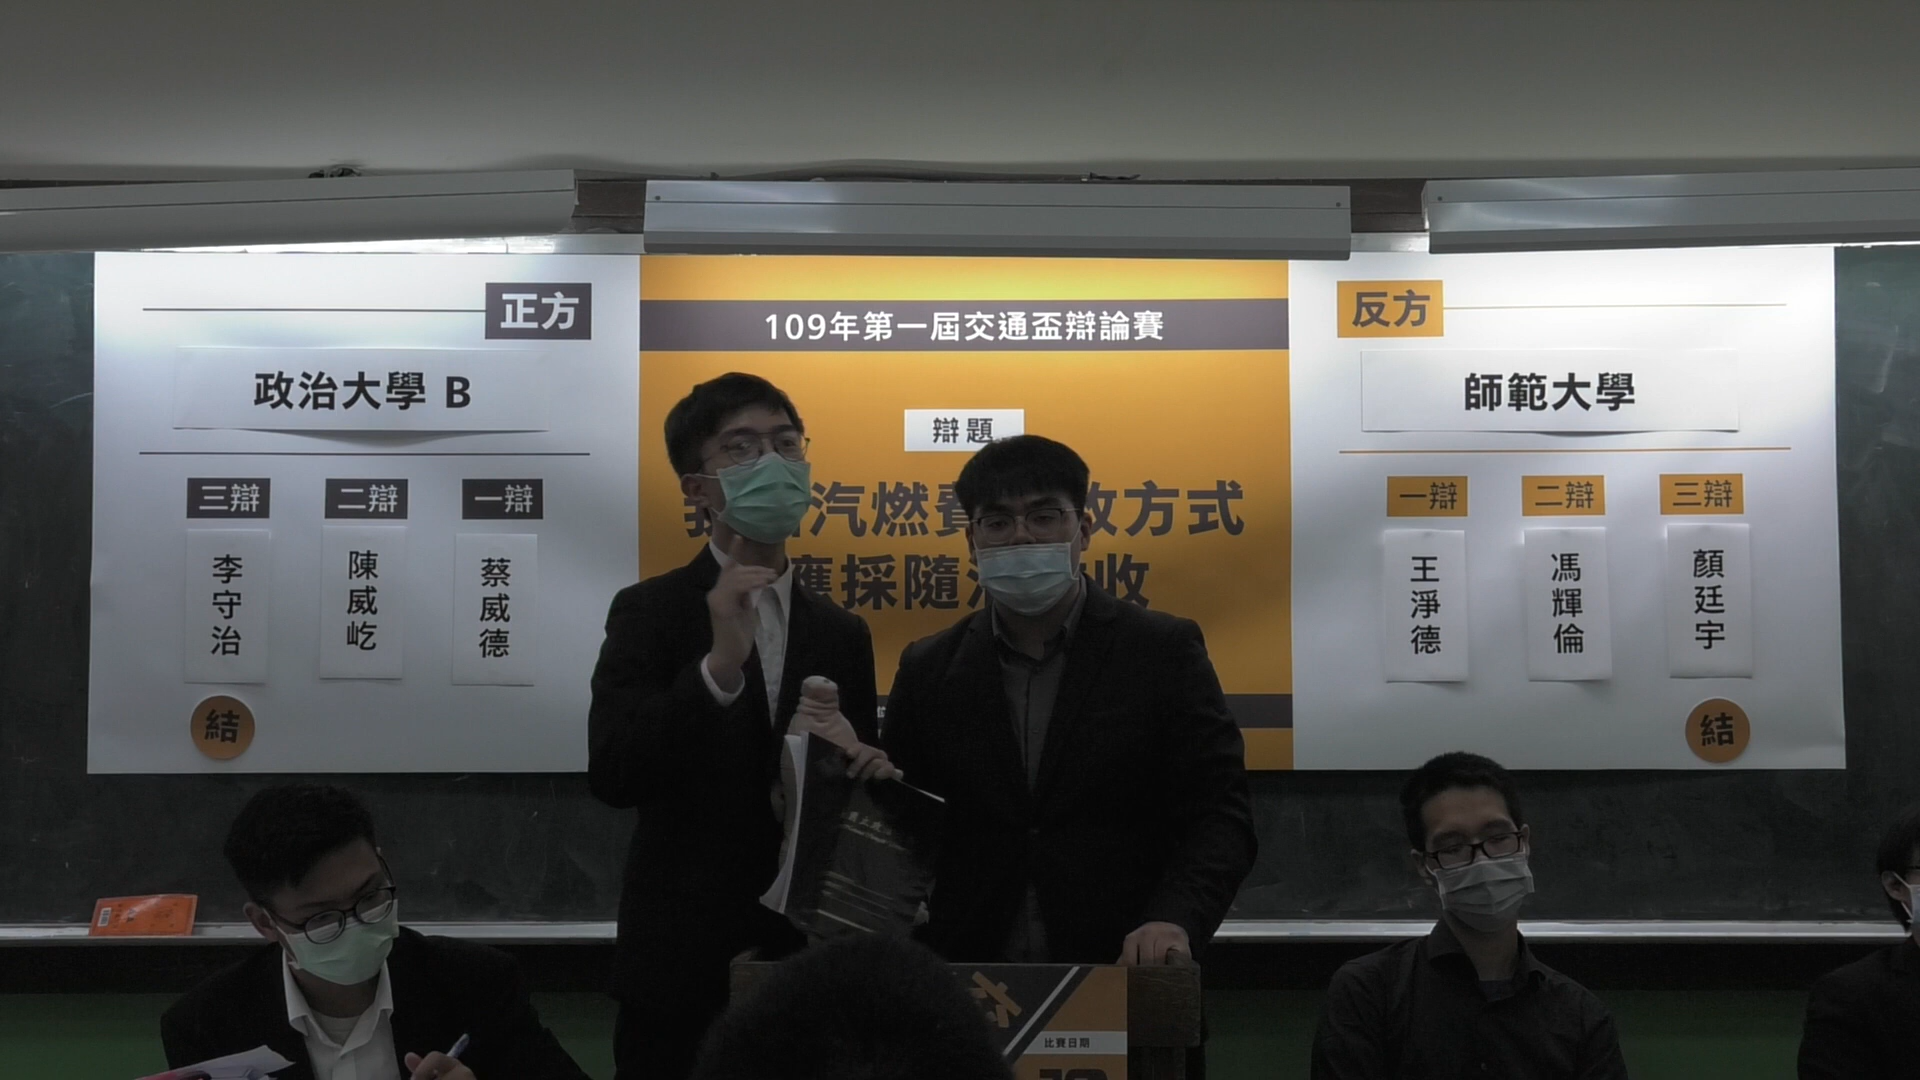 正方
政治大學 B
三辯 二辯 一辯
李守治
陳威屹
蔡威德
結
109年第一屆交通盃辯論賽
辯題
汽燃費 收方式
應採隨 收
反方
師範大學
一辯 二辯 三辯
王淨德
馮輝倫
顏廷宇
結
比賽日期